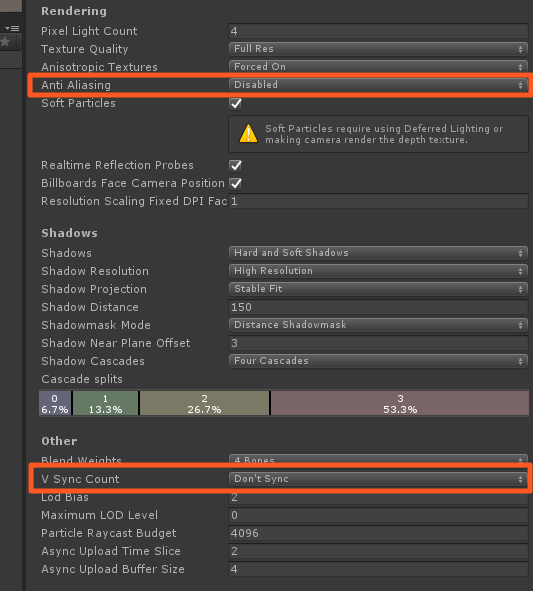 Rendering
Pixel Light Count 4
Texture Quality Full Res
Anisotropic Textures Forced On
Anti Aliasing Disabled
Soft Particles
Soft Particles require using Deferred Lighting or
making camera render the depth texture.
Realtime Reflection Probes
Billboards Face Camera Position
Resolution Scaling Fixed DPI Fac 1
Shadows
Shadows Hard and Soft Shadows
Shadow Resolution High Resolution
Shadow Projection Stable Fit
Shadow Distance 150
Shadowmask Mode Distance Shadowmask
Shadow Near Plane Offset 3
Shadow Cascades Four Cascades
Cascade splits
0 1 2 3
6.7% 13.3% 26.7% 53.3%
Other
Blend Weights 4 Bones
V Sync Count Don't Sync
Lod Bias 2
Maximum LOD Level 0
Particle Raycast Budget 4096
Async Upload Time Slice 2
Async Upload Buffer Size 4